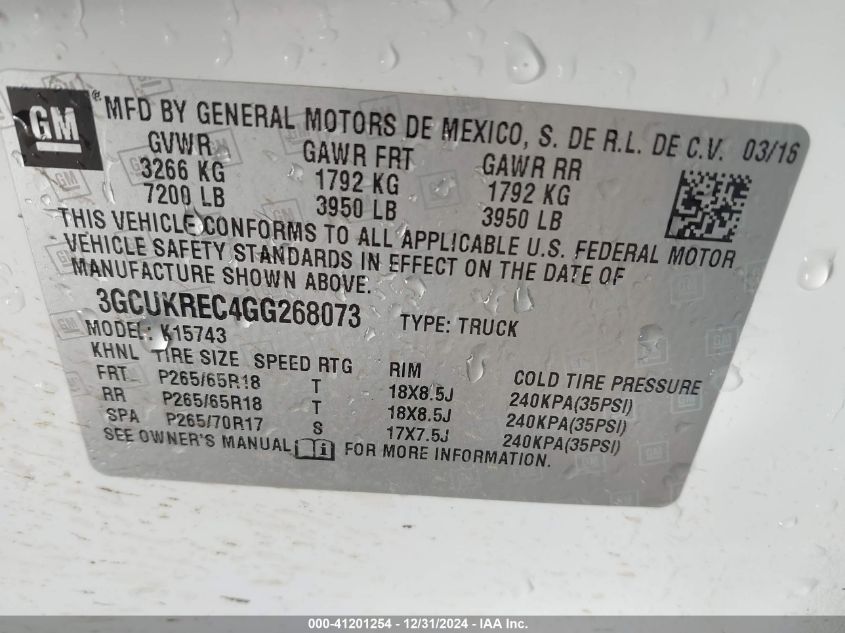 GM ® MFD BY GENERAL MOTORS DE MEXICO, S. DE R.L. DE C.V. 03/16
GVWR GAWR FRT GAWR RR
3266 KG 1792 KG 1792 KG
7200 LB 3950 LB 3950 LB
THIS VEHICLE CONFORMS TO ALL APPLICABLE U.S. FEDERAL MOTOR
VEHICLE SAFETY STANDARDS IN EFFECT ON THE DATE OF
MANUFACTURE SHOWN ABOVE.
3GCUKREC4GG268073 TYPE: TRUCK
MODEL: K15743
KHNL TIRE SIZE SPEED RTG RIM COLD TIRE PRESSURE
FRT P265/65R18 T 18X8.5J 240KPA(35PSI)
RR P265/65R18 T 18X8.5J 240KPA(35PSI)
SPA P265/70R17 S 17X7.5J 240KPA(35PSI)
SEE OWNER'S MANUAL FOR MORE INFORMATION.
000-41201254 - 12/31/2024 - IAA Inc.